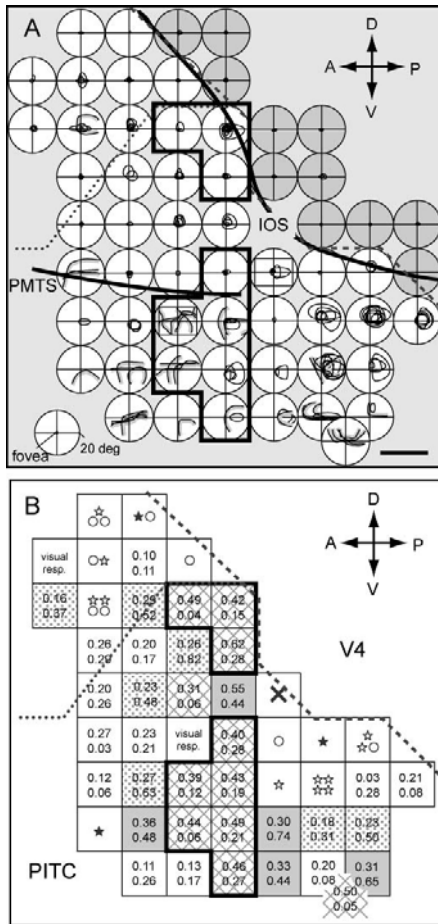 A
D
A P
V
IOS
PMTS
fovea
20 deg
B
D
A P
V
visual 0.10
resp. 0.11
0.16 0.29 0.49 0.42
0.37 0.52 0.04 0.15
V4
0.26 0.20 0.26 0.62
0.29 0.17 0.82 0.28
0.20 0.23 0.31 0.55
0.26 0.48 0.06 0.44
0.27 0.23 visual 0.40
0.03 0.21 resp. 0.28
0.12 0.27 0.39 0.43 0.03 0.21
0.06 0.63 0.12 0.19 0.28 0.08
0.36 0.44 0.49 0.30 0.18 0.23
0.48 0.06 0.21 0.74 0.31 0.50
PITC
0.11 0.13 0.46 0.33 0.20 0.31
0.26 0.17 0.27 0.44 0.08 0.65
0.50
0.05